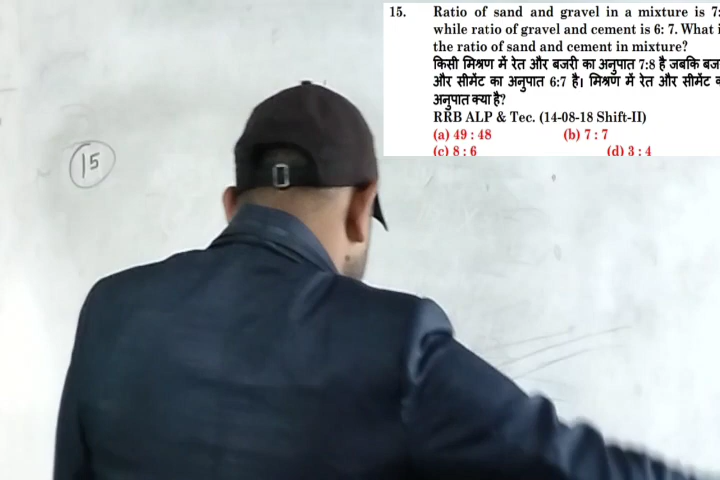 15. Ratio of sand and gravel in a mixture is 7:
while ratio of gravel and cement is 6: 7. What
the ratio of sand and cement in mixture?
किसी मिश्रण में रेत और बजरी का अनुपात 7:8 है जबकि
और सीमेंट का अनुपात 6:7 है। मिश्रण में रेत और सीमेंट
अनुपात क्या है?
RRB ALP & Tec. (14-08-18 Shift-II)
(a) 49 : 48 (b) 7 : 7
(c) 8 : 6 (d) 3 : 4
15